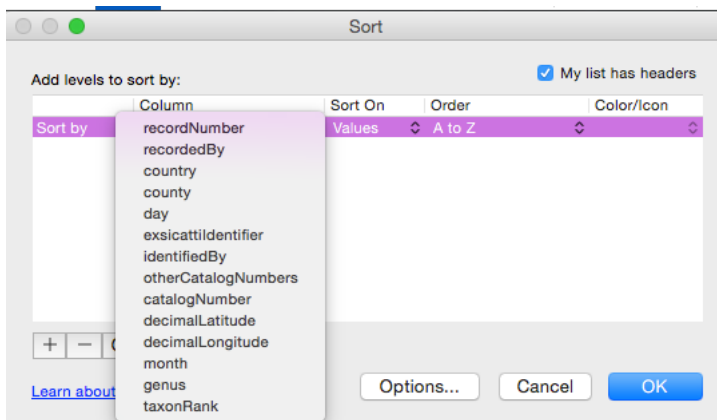 Sort
Add levels to sort by:
My list has headers
Column Sort On Order Color/Icon
Sort by Values A to Z
recordNumber
recordedBy
country
county
day
exsicattiIdentifier
identifiedBy
otherCatalogNumbers
catalogNumber
decimalLatitude
decimalLongitude
month
genus
taxonRank
+ −
Learn about
Options... Cancel OK